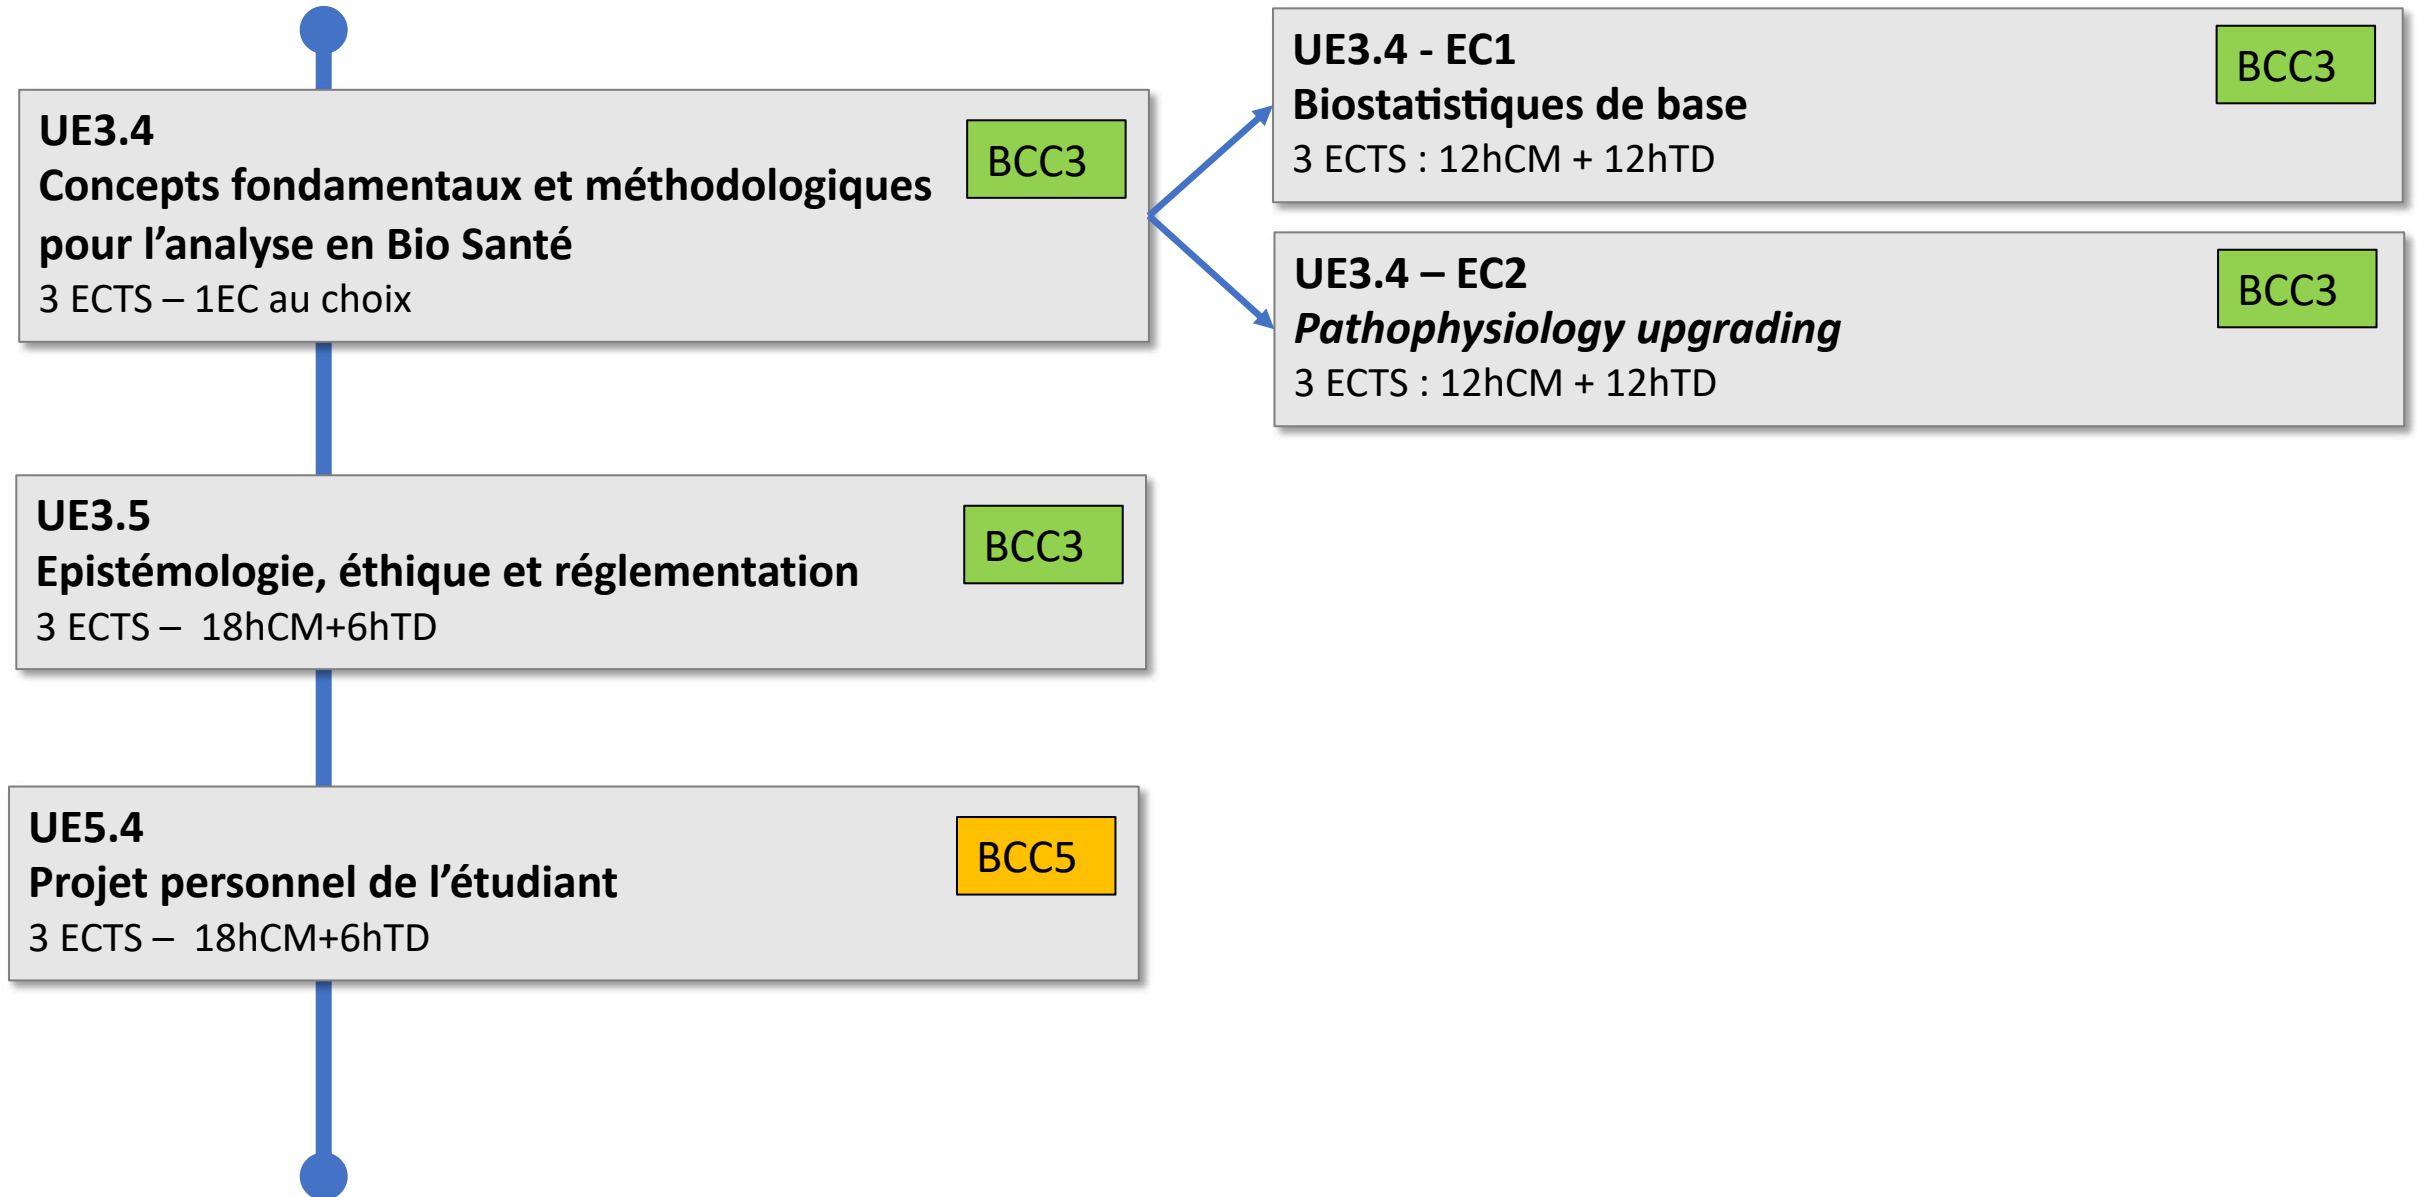 UE3.4
Concepts fondamentaux et méthodologiques
pour l’analyse en Bio Santé
3 ECTS – 1EC au choix
BCC3
UE3.4 - EC1
Biostatistiques de base
3 ECTS : 12hCM + 12hTD
BCC3
UE3.4 – EC2
Pathophysiology upgrading
3 ECTS : 12hCM + 12hTD
BCC3
UE3.5
Epistémologie, éthique et réglementation
3 ECTS –  18hCM+6hTD
BCC3
UE5.4
Projet personnel de l’étudiant
3 ECTS –  18hCM+6hTD
BCC5